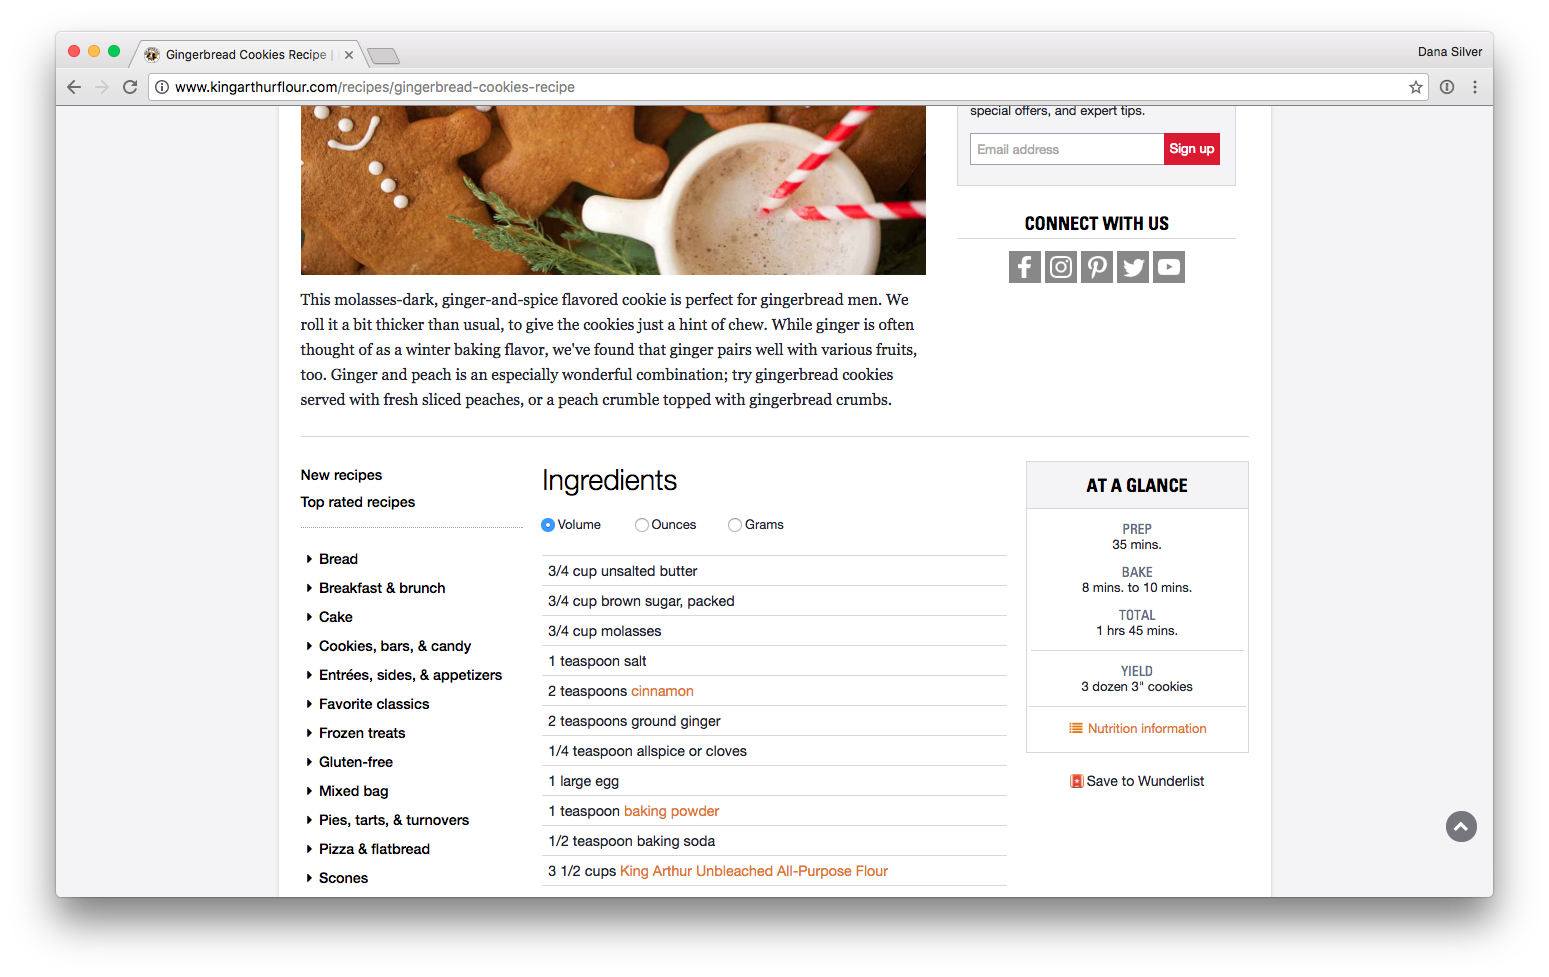 Gingerbread Cookies Recipe |
Dana Silver
www.kingarthurflour.com/recipes/gingerbread-cookies-recipe
special offers, and expert tips.
Email address
Sign up
CONNECT WITH US
This molasses-dark, ginger-and-spice flavored cookie is perfect for gingerbread men. We
roll it a bit thicker than usual, to give the cookies just a hint of chew. While ginger is often
thought of as a winter baking flavor, we've found that ginger pairs well with various fruits,
too. Ginger and peach is an especially wonderful combination; try gingerbread cookies
served with fresh sliced peaches, or a peach crumble topped with gingerbread crumbs.
New recipes
Top rated recipes
Bread
Breakfast & brunch
Cake
Cookies, bars, & candy
Entrées, sides, & appetizers
Favorite classics
Frozen treats
Gluten-free
Mixed bag
Pies, tarts, & turnovers
Pizza & flatbread
Scones
Ingredients
Volume Ounces Grams
3/4 cup unsalted butter
3/4 cup brown sugar, packed
3/4 cup molasses
1 teaspoon salt
2 teaspoons cinnamon
2 teaspoons ground ginger
1/4 teaspoon allspice or cloves
1 large egg
1 teaspoon baking powder
1/2 teaspoon baking soda
3 1/2 cups King Arthur Unbleached All-Purpose Flour
AT A GLANCE
PREP
35 mins.
BAKE
8 mins. to 10 mins.
TOTAL
1 hrs 45 mins.
YIELD
3 dozen 3" cookies
Nutrition information
Save to Wunderlist